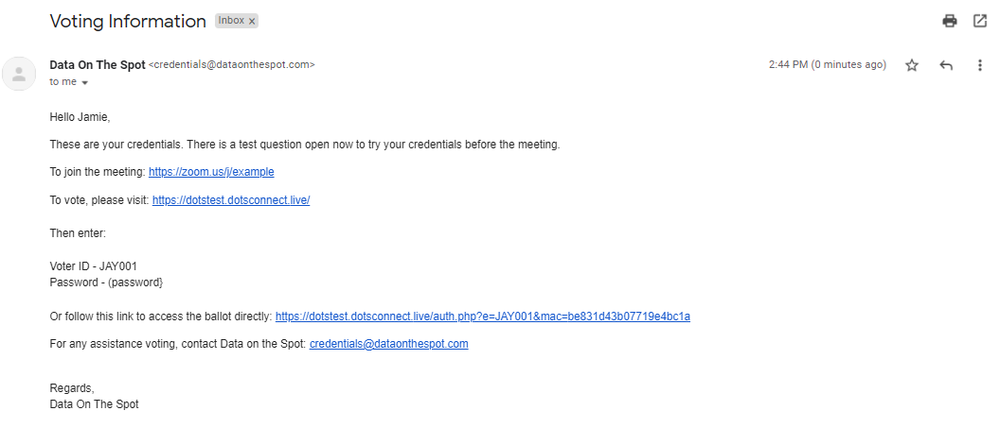 Voting Information Inbox x
Data On The Spot <credentials@dataonthespot.com> 2:44 PM (0 minutes ago)
to me
Hello Jamie,
These are your credentials. There is a test question open now to try your credentials before the meeting.
To join the meeting: https://zoom.us/j/example
To vote, please visit: https://dotstest.dotsconnect.live/
Then enter:
Voter ID - JAY001
Password - (password}
Or follow this link to access the ballot directly: https://dotstest.dotsconnect.live/auth.php?e=JAY001&mac=be831d43b07719e4bc1a
For any assistance voting, contact Data on the Spot: credentials@dataonthespot.com
Regards,
Data On The Spot